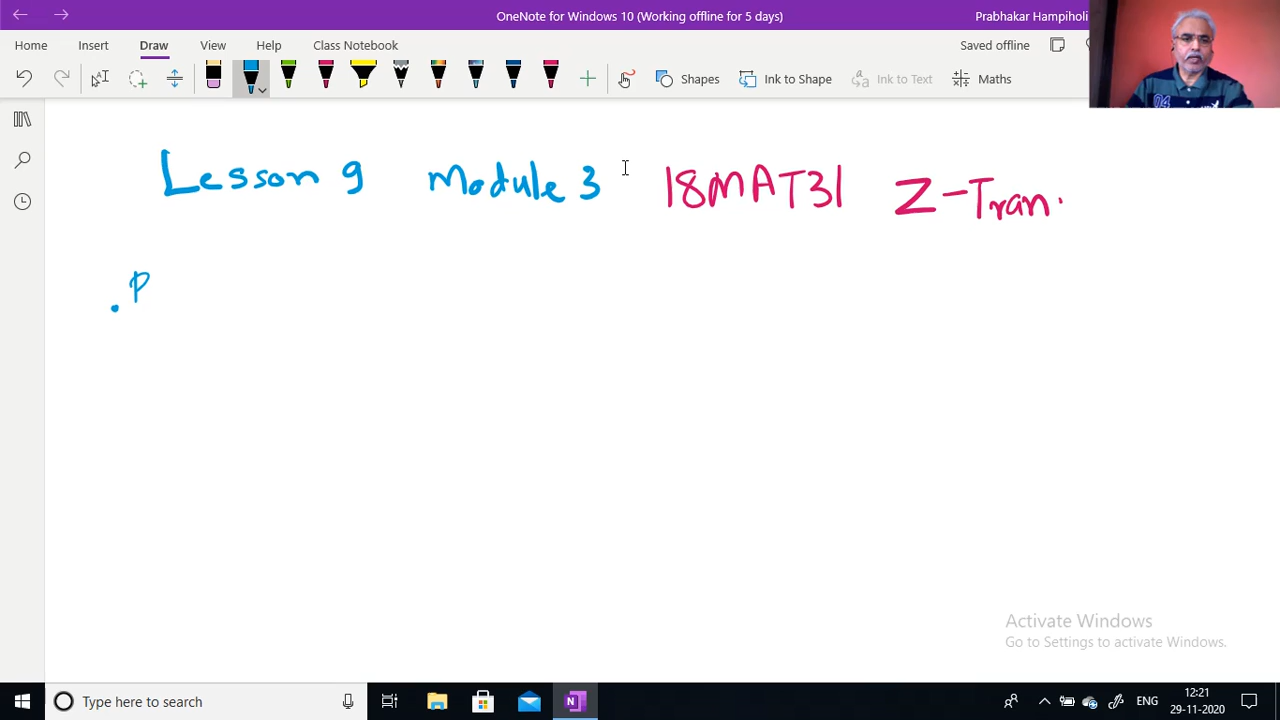 OneNote for Windows 10 (Working offline for 5 days) Prabhakar Hampiholi
Home Insert Draw View Help Class Notebook Saved offline
Shapes Ink to Shape Ink to Text Maths
Lesson 9 Module 3 18MAT31 Z-Tran.
. P
04
Activate Windows
Go to Settings to activate Windows.
Type here to search ENG 12:21
29-11-2020